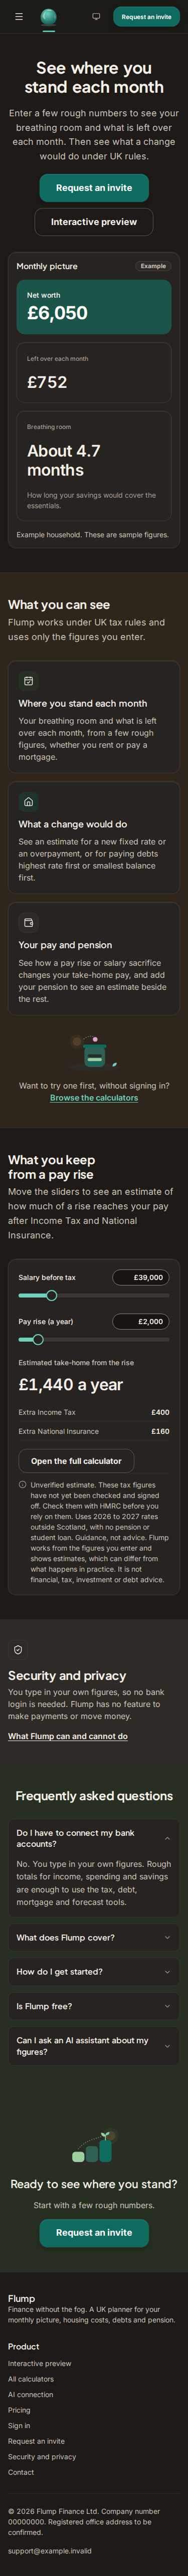 Request an invite
See where you
stand each month
Enter a few rough numbers to see your
breathing room and what is left over
each month. Then see what a change
would do under UK rules.
Request an invite
Interactive preview
Monthly picture
Example
Net worth
£6,050
Left over each month
£752
Breathing room
About 4.7
months
How long your savings would cover the
essentials.
Example household. These are sample figures.
What you can see
Flump works under UK tax rules and
uses only the figures you enter.
Where you stand each month
Your breathing room and what is left
over each month, from a few rough
figures, whether you rent or pay a
mortgage.
What a change would do
See an estimate for a new fixed rate or
an overpayment, or for paying debts
highest rate first or smallest balance
first.
Your pay and pension
See how a pay rise or salary sacrifice
changes your take-home pay, and add
your pension to see an estimate beside
the rest.
Want to try one first, without signing in?
Browse the calculators
What you keep
from a pay rise
Move the sliders to see an estimate of
how much of a rise reaches your pay
after Income Tax and National
Insurance.
Salary before tax
£39,000
Pay rise (a year)
£2,000
Estimated take-home from the rise
£1,440 a year
Extra Income Tax
£400
Extra National Insurance
£160
Open the full calculator
Unverified estimate. These tax figures
have not yet been checked and signed
off. Check them with HMRC before you
rely on them. Uses 2026 to 2027 rates
outside Scotland, with no pension or
student loan. Guidance, not advice. Flump
works from the figures you enter and
shows estimates, which can differ from
what happens in practice. It is not
financial, tax, investment or debt advice.
Security and privacy
You type in your own figures, so no bank
login is needed. Flump has no feature to
make payments or move money.
What Flump can and cannot do
Frequently asked questions
Do I have to connect my bank
accounts?
No. You type in your own figures. Rough
totals for income, spending and savings
are enough to use the tax, debt,
mortgage and forecast tools.
What does Flump cover?
How do I get started?
Is Flump free?
Can I ask an AI assistant about my
figures?
Ready to see where you stand?
Start with a few rough numbers.
Request an invite
Flump
Finance without the fog. A UK planner for your
monthly picture, housing costs, debts and pension.
Product
Interactive preview
All calculators
AI connection
Pricing
Sign in
Request an invite
Security and privacy
Contact
© 2026 Flump Finance Ltd. Company number
00000000. Registered office address to be
confirmed.
support@example.invalid